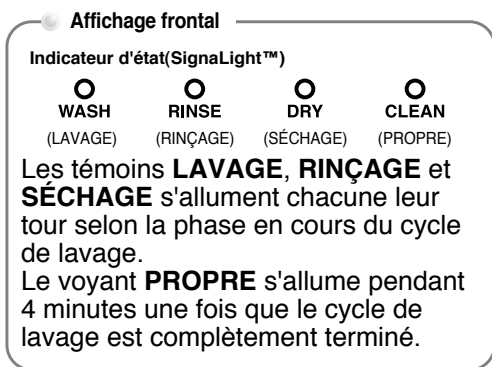 Affichage frontal
Indicateur d'état(SignaLight™)
WASH RINSE DRY CLEAN
(LAVAGE) (RINÇAGE) (SÉCHAGE) (PROPRE)
Les témoins LAVAGE, RINÇAGE et
SÉCHAGE s'allument chacune leur
tour selon la phase en cours du cycle
de lavage.
Le voyant PROPRE s'allume pendant
4 minutes une fois que le cycle de
lavage est complètement terminé.